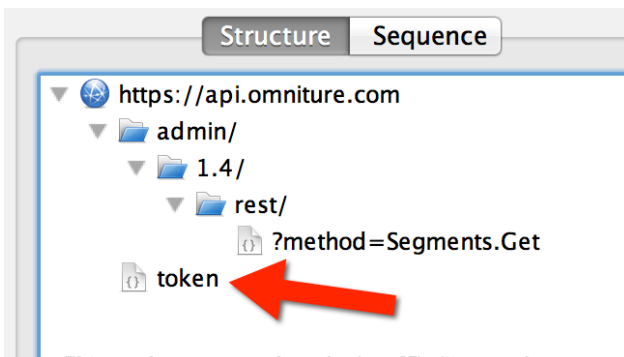 Structure Sequence
https://api.omniture.com
admin/
1.4/
rest/
?method=Segments.Get
token